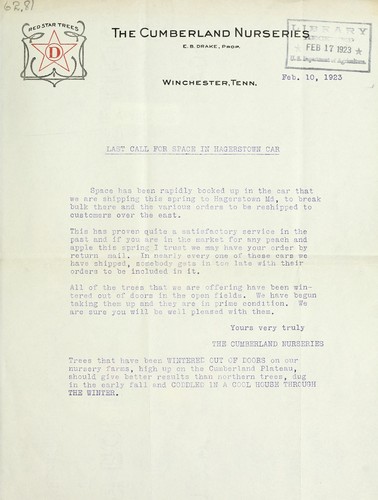 62.81
RED STAR TREES
D
THE CUMBERLAND NURSERIES
E. B. DRAKE, PROP.
WINCHESTER, TENN.
LIBRARY
FEB 17 1923
U. S. Department of Agriculture
Feb. 10, 1923
LAST CALL FOR SPACE IN HAGERSTOWN CAR
Space has been rapidly booked up in the car that
we are shipping this spring to Hagerstown Md, to break
bulk there and the various orders to be reshipped to
customers over the east.
This has proven quite a satisfactory service in the
past and if you are in the market for any peach and
apple this spring I trust we may have your order by
return mail. In nearly every one of these cars we
have shipped, somebody gets in too late with their
orders to be included in it.
All of the trees that we are offering have been win-
tered out of doors in the open fields. We have begun
taking them up and they are in prime condition. We
are sure you will be well pleased with them.
Yours very truly
THE CUMBERLAND NURSERIES
Trees that have been WINTERED OUT OF DOORS on our
nursery farms, high up on the Cumberland Plateau,
should give better results than northern trees, dug
in the early fall and CODDLED IN A COOL HOUSE THROUGH
THE WINTER.